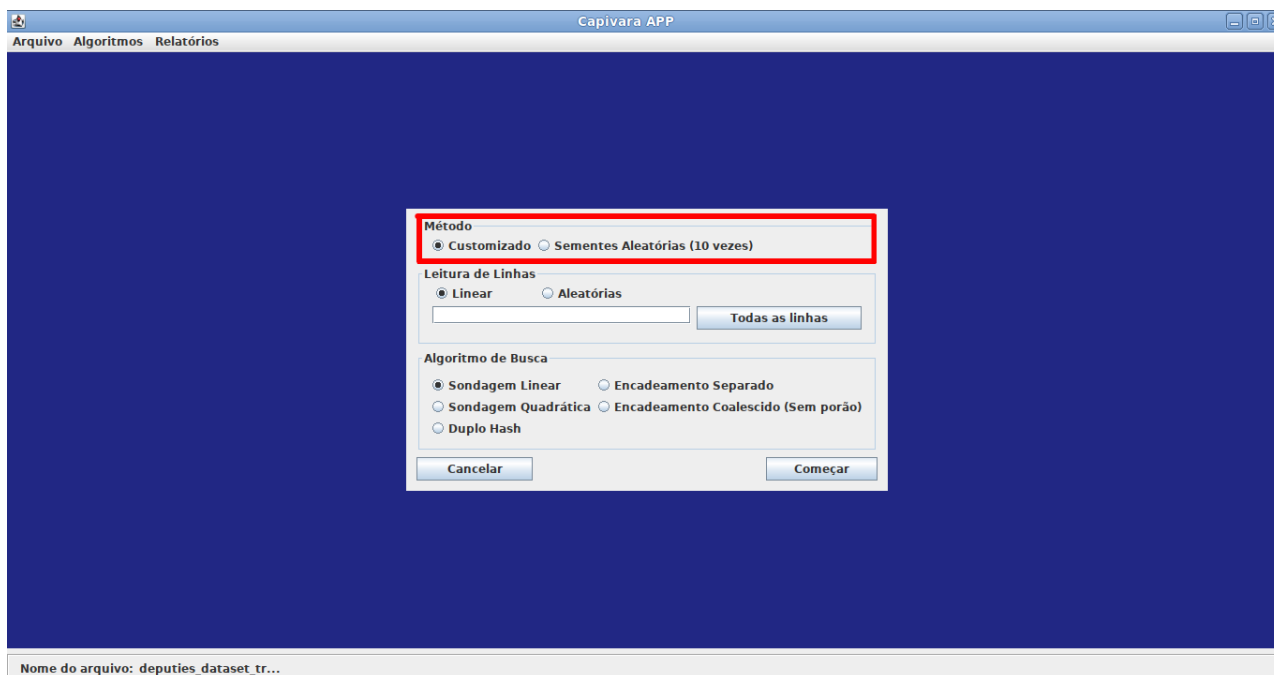 Capivara APP
Arquivo Algoritmos Relatórios
Método
Customizado Sementes Aleatórias (10 vezes)
Leitura de Linhas
Linear Aleatórias
Todas as linhas
Algoritmo de Busca
Sondagem Linear Encadeamento Separado
Sondagem Quadrática Encadeamento Coalescido (Sem porão)
Duplo Hash
Cancelar Começar
Nome do arquivo: deputies_dataset_tr...